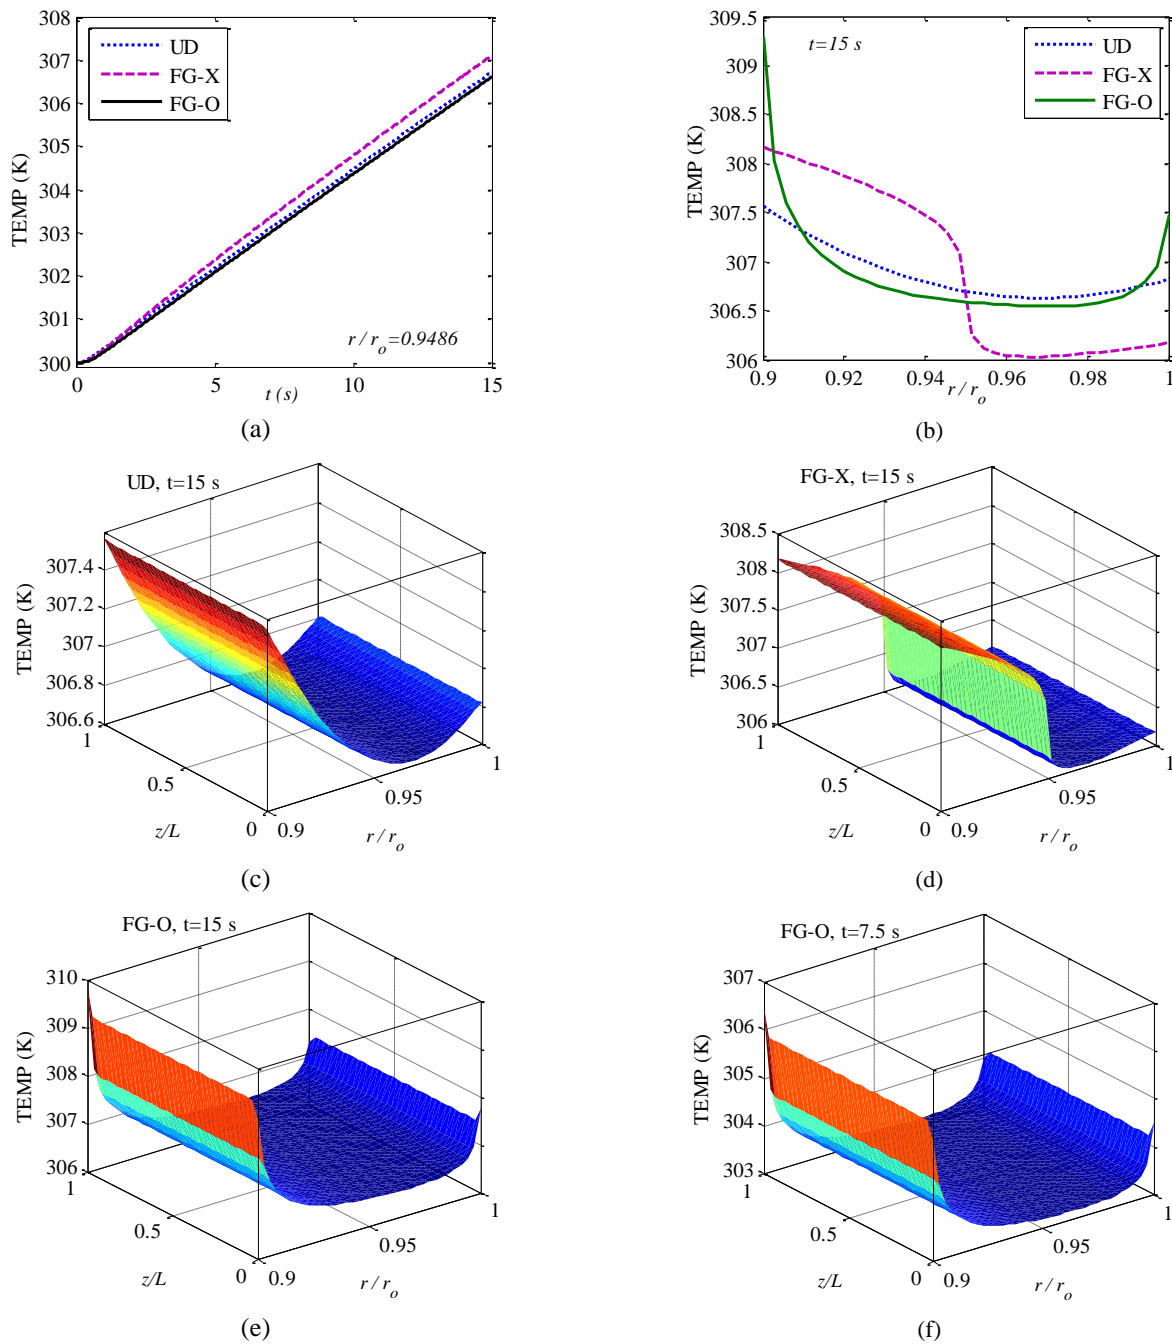 308
307
306
305
304
303
302
301
300
TEMP (K)
UD
FG-X
FG-O
r/r_o=0.9486
0
5
10
15
t (s)
(a)
309.5
309
308.5
308
307.5
307
306.5
306
TEMP (K)
t=15 s
UD
FG-X
FG-O
0.9
0.92
0.94
0.96
0.98
1
r/r_o
(b)
UD, t=15 s
307.4
307.2
307
306.8
306.6
TEMP (K)
1
0.5
0
z/L
0.9
0.95
1
r/r_o
(c)
FG-X, t=15 s
308.5
308
307.5
307
306.5
306
TEMP (K)
1
0.5
0
z/L
0.9
0.95
1
r/r_o
(d)
FG-O, t=15 s
310
309
308
307
306
TEMP (K)
1
0.5
0
z/L
0.9
0.95
1
r/r_o
(e)
FG-O, t=7.5 s
307
306
305
304
303
TEMP (K)
1
0.5
0
z/L
0.9
0.95
1
r/r_o
(f)